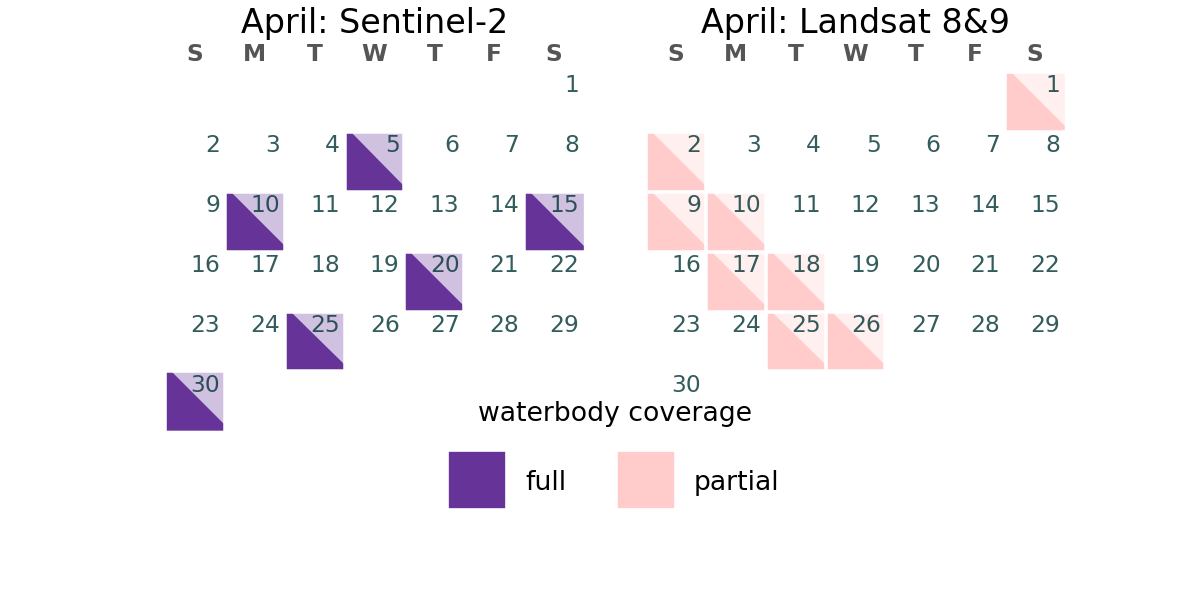 April: Sentinel-2
S M T W T F S
1
2 3 4 5 6 7 8
9 10 11 12 13 14 15
16 17 18 19 20 21 22
23 24 25 26 27 28 29
30
April: Landsat 8&9
S M T W T F S
1
2 3 4 5 6 7 8
9 10 11 12 13 14 15
16 17 18 19 20 21 22
23 24 25 26 27 28 29
30
waterbody coverage
full partial